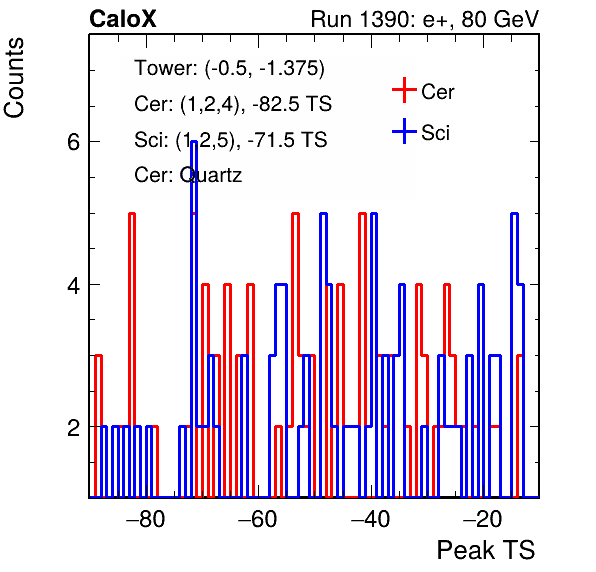 CaloX Run 1390: e+, 80 GeV
Counts
Tower: (-0.5, -1.375)
Cer: (1,2,4), -82.5 TS
Sci: (1,2,5), -71.5 TS
Cer: Quartz
Cer
Sci
6
4
2
−80 −60 −40 −20
Peak TS